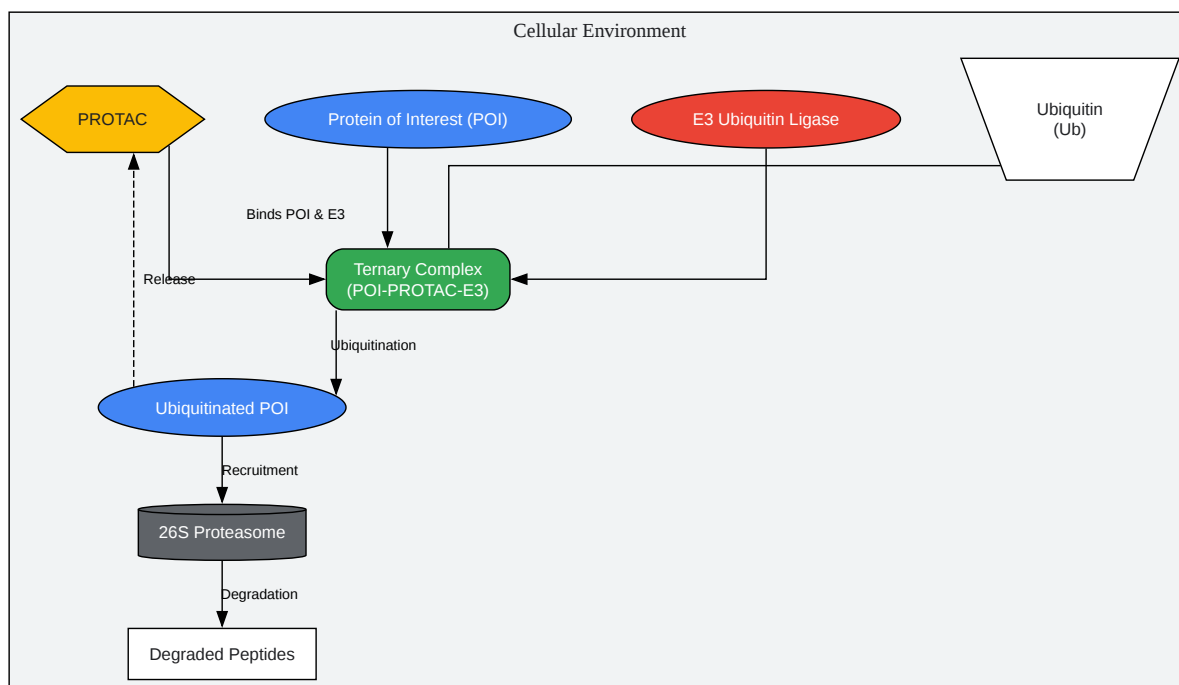 Cellular Environment
PROTAC
Protein of Interest (POI)
E3 Ubiquitin Ligase
Ubiquitin
(Ub)
Binds POI & E3
Release
Ternary Complex
(POI-PROTAC-E3)
Ubiquitination
Ubiquitinated POI
Recruitment
26S Proteasome
Degradation
Degraded Peptides